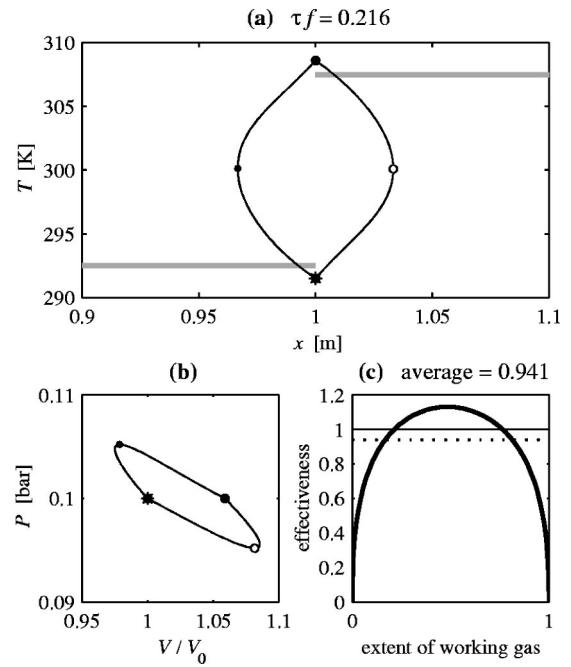 (a) τf = 0.216
310
305
300
295
290
T [K]
0.9
0.95
1
1.05
1.1
x [m]
(b)
0.11
0.1
0.09
P [bar]
0.95
1
1.05
1.1
V / V0
(c) average = 0.941
1.2
1
0.8
0.6
0.4
0.2
0
effectiveness
0
1
extent of working gas